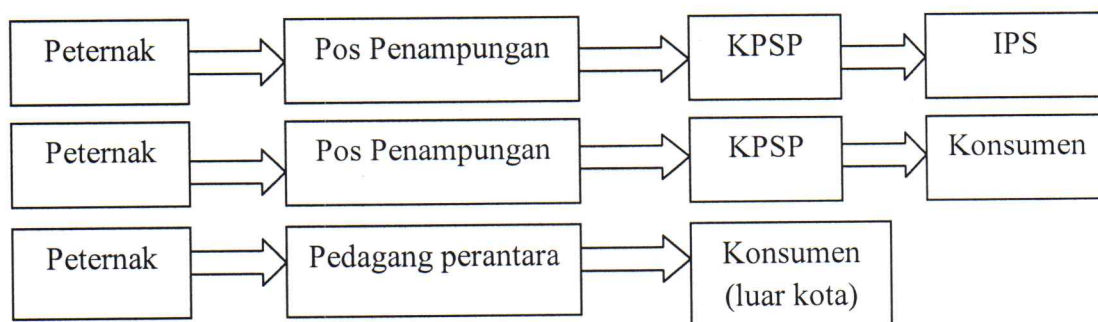 Peternak Pos Penampungan KPSP IPS
Peternak Pos Penampungan KPSP Konsumen
Peternak Pedagang perantara Konsumen
(luar kota)